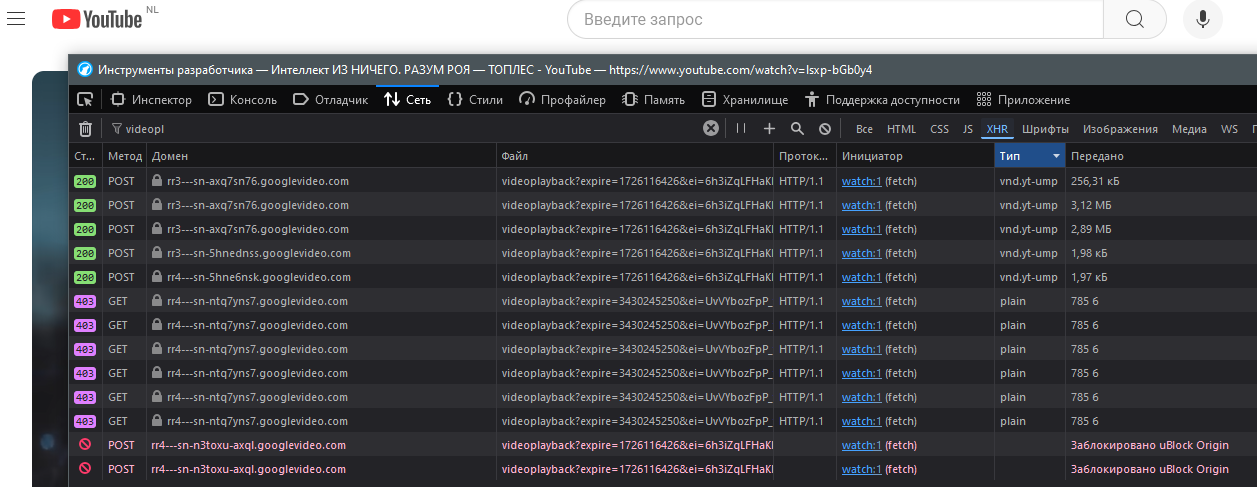 YouTube NL
Введите запрос
Инструменты разработчика — Интеллект ИЗ НИЧЕГО. РАЗУМ РОЯ — ТОПЛЕС - YouTube — https://www.youtube.com/watch?v=Isxp-bGb0y4
Инспектор Консоль Отладчик Сеть Стили Профайлер Память Хранилище Поддержка доступности Приложение
videopl Все HTML CSS JS XHR Шрифты Изображения Медиа WS
Ст... Метод Домен Файл Проток... Инициатор Тип Передано
200 POST rr3---sn-axq7sn76.googlevideo.com videoplayback?expire=1726116426&ei=6h3iZqLFHaKl HTTP/1.1 watch:1 (fetch) vnd.yt-ump 256,31 кБ
200 POST rr3---sn-axq7sn76.googlevideo.com videoplayback?expire=1726116426&ei=6h3iZqLFHaKl HTTP/1.1 watch:1 (fetch) vnd.yt-ump 3,12 МБ
200 POST rr3---sn-axq7sn76.googlevideo.com videoplayback?expire=1726116426&ei=6h3iZqLFHaKl HTTP/1.1 watch:1 (fetch) vnd.yt-ump 2,89 МБ
200 POST rr3---sn-5hnednss.googlevideo.com videoplayback?expire=1726116426&ei=6h3iZqLFHaKl HTTP/1.1 watch:1 (fetch) vnd.yt-ump 1,98 кБ
200 POST rr4---sn-5hne6nsk.googlevideo.com videoplayback?expire=1726116426&ei=6h3iZqLFHaKl HTTP/1.1 watch:1 (fetch) vnd.yt-ump 1,97 кБ
403 GET rr4---sn-ntq7yns7.googlevideo.com videoplayback?expire=3430245250&ei=UvVYbozFpP_ HTTP/1.1 watch:1 (fetch) plain 785 б
403 GET rr4---sn-ntq7yns7.googlevideo.com videoplayback?expire=3430245250&ei=UvVYbozFpP_ HTTP/1.1 watch:1 (fetch) plain 785 б
403 GET rr4---sn-ntq7yns7.googlevideo.com videoplayback?expire=3430245250&ei=UvVYbozFpP_ HTTP/1.1 watch:1 (fetch) plain 785 б
403 GET rr4---sn-ntq7yns7.googlevideo.com videoplayback?expire=3430245250&ei=UvVYbozFpP_ HTTP/1.1 watch:1 (fetch) plain 785 б
403 GET rr4---sn-ntq7yns7.googlevideo.com videoplayback?expire=3430245250&ei=UvVYbozFpP_ HTTP/1.1 watch:1 (fetch) plain 785 б
403 GET rr4---sn-ntq7yns7.googlevideo.com videoplayback?expire=3430245250&ei=UvVYbozFpP_ HTTP/1.1 watch:1 (fetch) plain 785 б
POST rr4---sn-n3toxu-axql.googlevideo.com videoplayback?expire=1726116426&ei=6h3iZqLFHaKl HTTP/1.1 watch:1 (fetch) Заблокировано uBlock Origin
POST rr4---sn-n3toxu-axql.googlevideo.com videoplayback?expire=1726116426&ei=6h3iZqLFHaKl HTTP/1.1 watch:1 (fetch) Заблокировано uBlock Origin